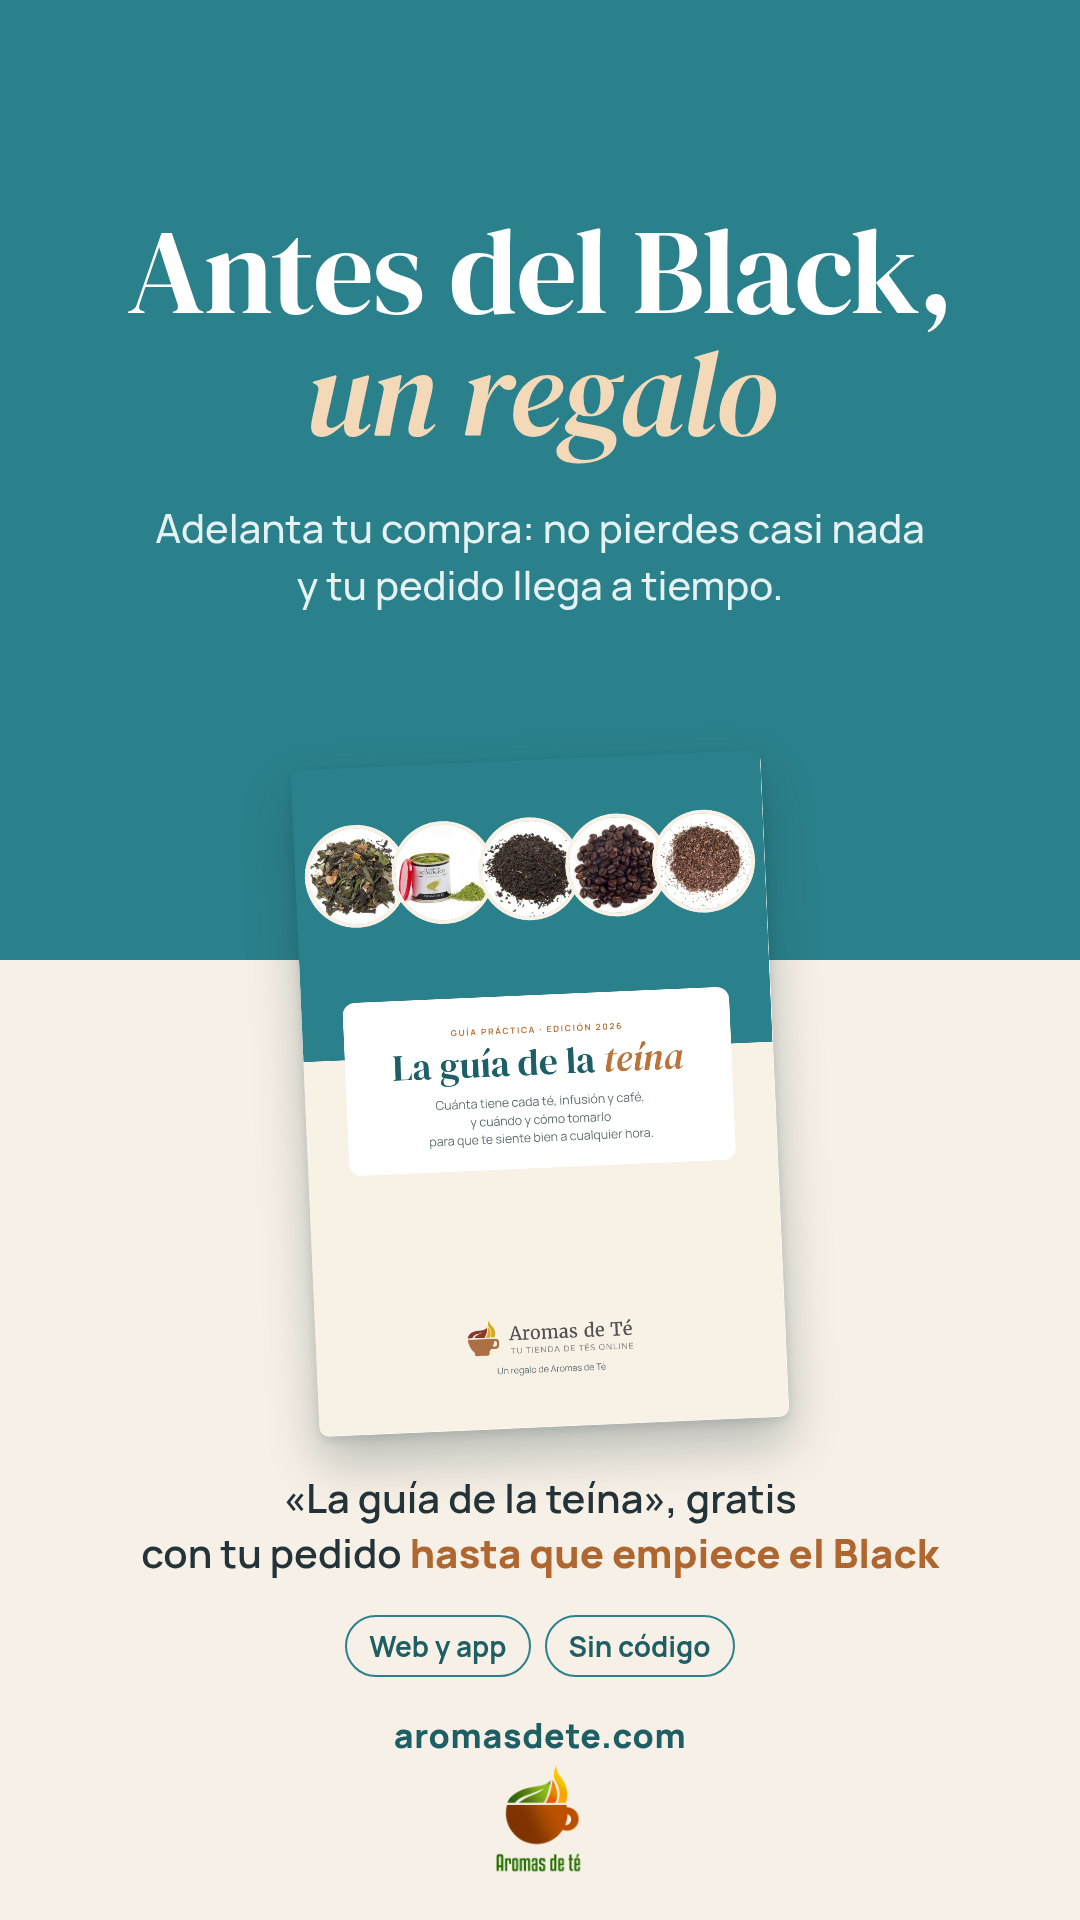 Antes del Black,
un regalo
Adelanta tu compra: no pierdes casi nada
y tu pedido llega a tiempo.
GUÍA PRÁCTICA · EDICIÓN 2026
La guía de la teína
Cuánta tiene cada té, infusión y café,
y cuándo y cómo tomarlo
para que te siente bien a cualquier hora.
Aromas de Té
TU TIENDA DE TÉS ONLINE
Un regalo de Aromas de Té
«La guía de la teína», gratis
con tu pedido hasta que empiece el Black
Web y app
Sin código
aromasdete.com
Aromas de té